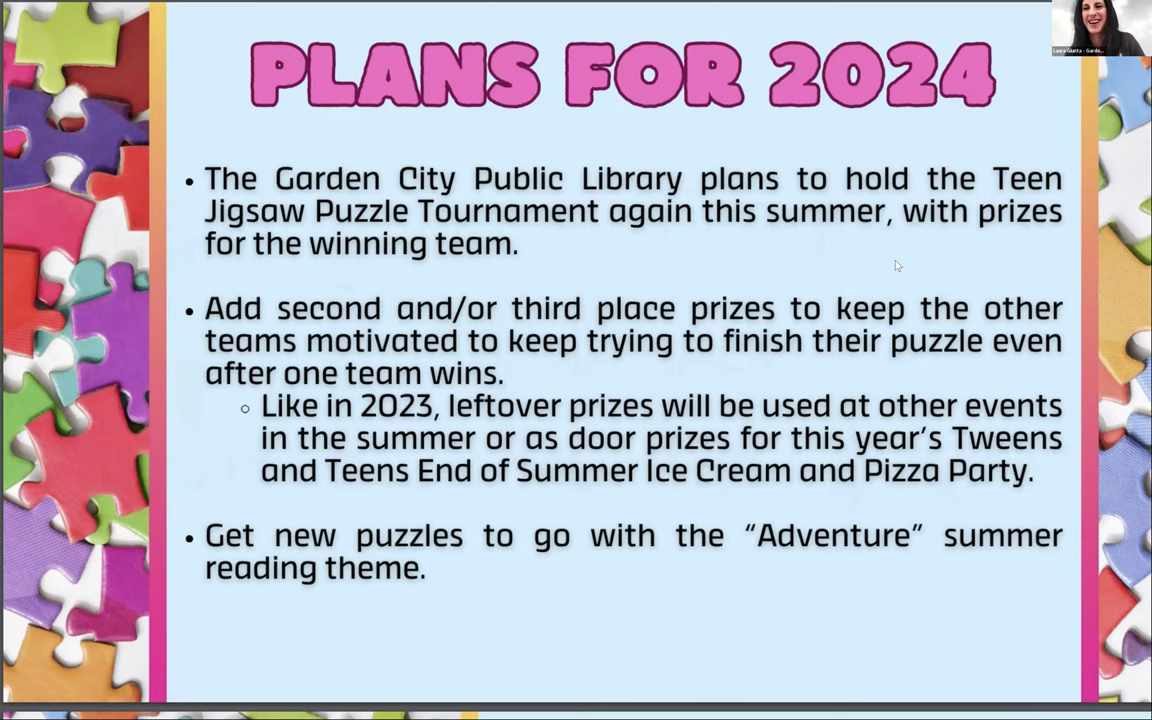 Laura Giunta - Garde...
PLANS FOR 2024
• The Garden City Public Library plans to hold the Teen
Jigsaw Puzzle Tournament again this summer, with prizes
for the winning team.
• Add second and/or third place prizes to keep the other
teams motivated to keep trying to finish their puzzle even
after one team wins.
○ Like in 2023, leftover prizes will be used at other events
in the summer or as door prizes for this year's Tweens
and Teens End of Summer Ice Cream and Pizza Party.
• Get new puzzles to go with the “Adventure” summer
reading theme.